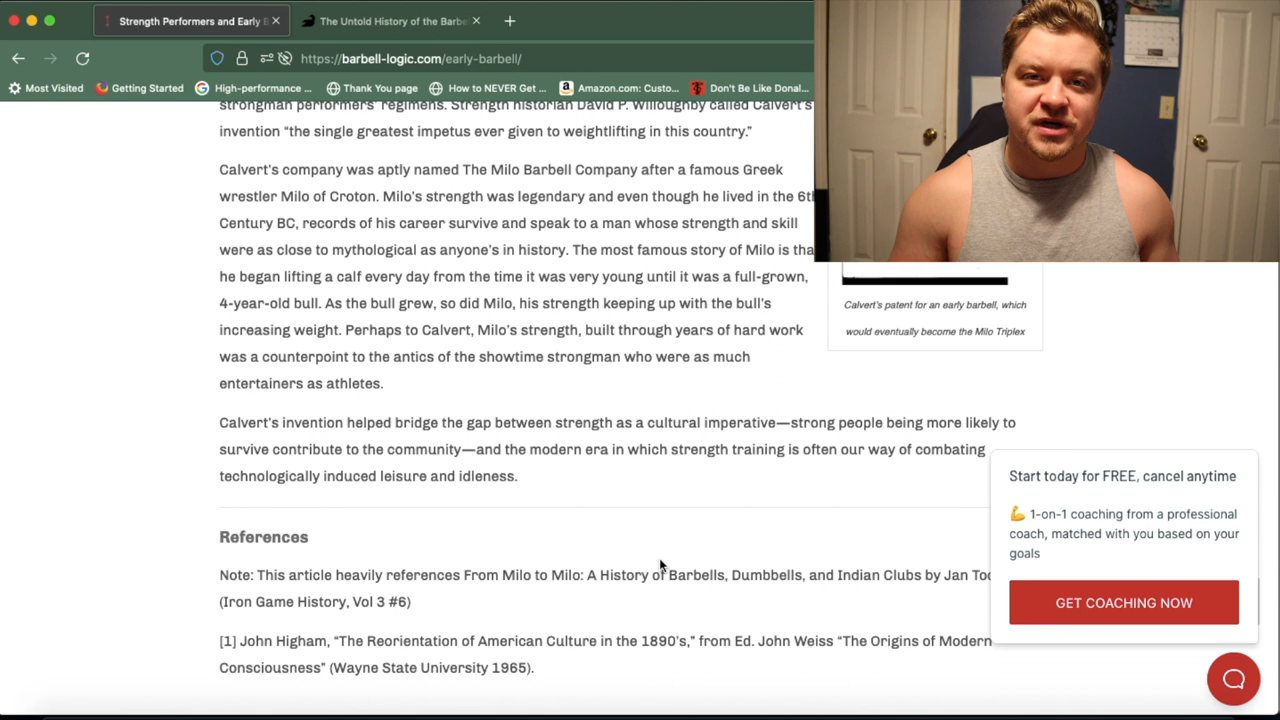 Strength Performers and Early B
The Untold History of the Barbe
https://barbell-logic.com/early-barbell/
Most Visited
Getting Started
High-performance ...
Thank You page
How to NEVER Get ...
Amazon.com: Custo...
Don't Be Like Donal...
strongman performers' regimens. Strength historian David P. Willoughby called Calvert's
invention “the single greatest impetus ever given to weightlifting in this country.”
Calvert's company was aptly named The Milo Barbell Company after a famous Greek
wrestler Milo of Croton. Milo's strength was legendary and even though he lived in the 6th
Century BC, records of his career survive and speak to a man whose strength and skill
were as close to mythological as anyone's in history. The most famous story of Milo is tha
he began lifting a calf every day from the time it was very young until it was a full-grown,
4-year-old bull. As the bull grew, so did Milo, his strength keeping up with the bull's
increasing weight. Perhaps to Calvert, Milo's strength, built through years of hard work
was a counterpoint to the antics of the showtime strongman who were as much
entertainers as athletes.
Calvert's patent for an early barbell, which
would eventually become the Milo Triplex
Calvert's invention helped bridge the gap between strength as a cultural imperative—strong people being more likely to
survive contribute to the community—and the modern era in which strength training is often our way of combating
technologically induced leisure and idleness.
References
Note: This article heavily references From Milo to Milo: A History of Barbells, Dumbbells, and Indian Clubs by Jan Too
(Iron Game History, Vol 3 #6)
[1] John Higham, “The Reorientation of American Culture in the 1890's,” from Ed. John Weiss “The Origins of Modern
Consciousness” (Wayne State University 1965).
Start today for FREE, cancel anytime
💪 1-on-1 coaching from a professional
coach, matched with you based on your
goals
GET COACHING NOW